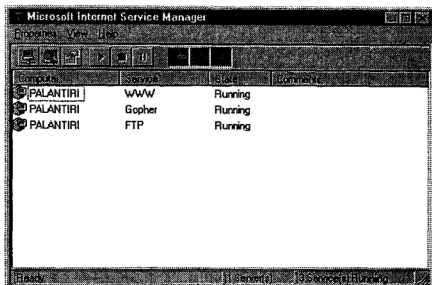 Microsoft Internet Service Manager
Properties View Help
Computer Service State Comments
PALANTIRI WWW Running
PALANTIRI Gopher Running
PALANTIRI FTP Running
Ready 1 Server(s) 3 Service(s) Running